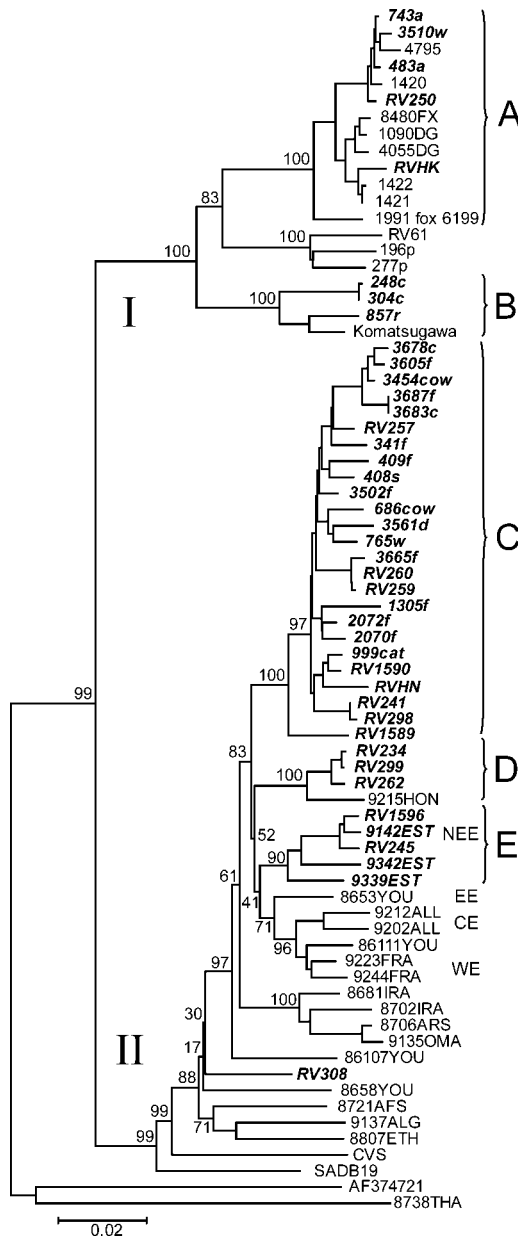 743a
3510w
4795
483a
1420
RV250
A
8480FX
1090DG
4055DG
100
RVHK
1422
1421
83
1991 fox 6199
100
RV61
196p
100
277p
248c
100
304c
B
I
857r
Komatsugawa
3678c
3605f
3454cow
3687f
3683c
RV257
341f
409f
408s
3502f
686cow
3561d
C
765w
3665f
RV260
RV259
1305f
97
2072f
2070f
999cat
100
RV1590
RVHN
99
RV241
RV298
RV1589
83
RV234
RV299
D
100
RV262
9215HON
RV1596
52
9142EST NEE
RV245
E
90
9342EST
61
9339EST
41
8653YOU EE
71
9212ALL
CE
9202ALL
96
86111YOU
9223FRA
WE
97
9244FRA
8681IRA
100
8702IRA
30
8706ARS
II
9135OMA
17
86107YOU
88
RV308
8658YOU
99
8721AFS
71
9137ALG
99
8807ETH
CVS
SADB19
AF374721
8738THA
0.02